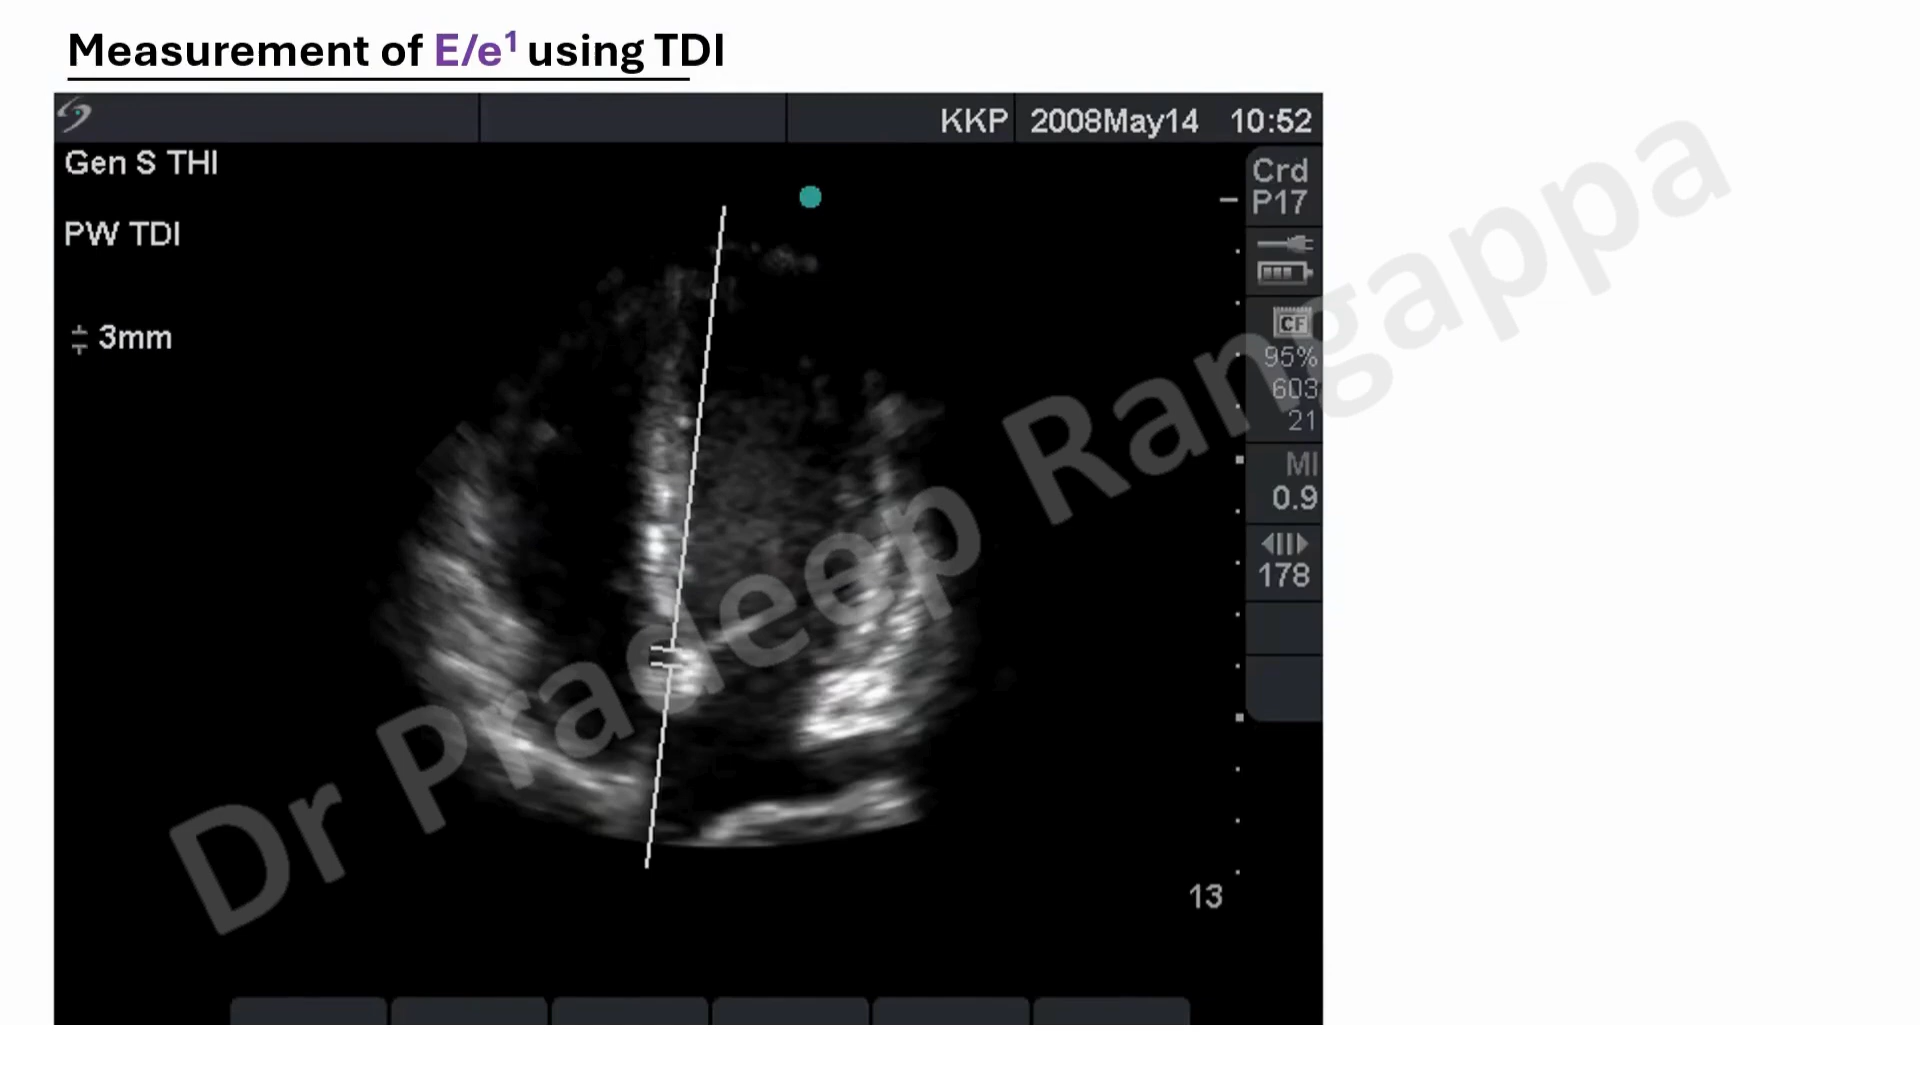 Measurement of E/e¹ using TDI
KKP 2008May14 10:52
Gen S THI
PW TDI
3mm
Crd
P17
CF
95%
603
21
MI
0.9
178
13
Dr Pradeep Rangappa